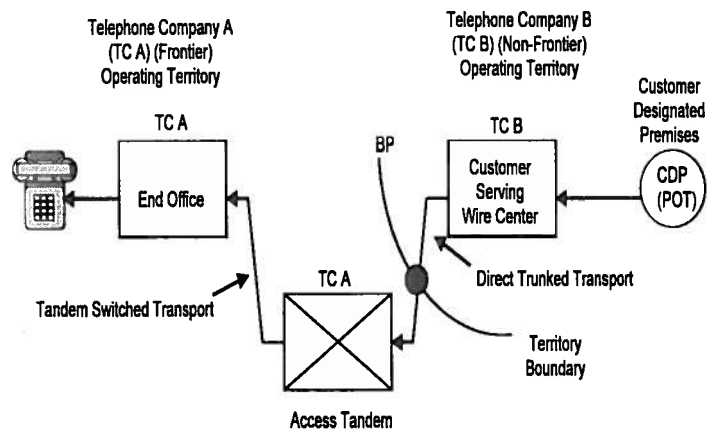 Telephone Company A
(TC A) (Frontier)
Operating Territory
Telephone Company B
(TC B) (Non-Frontier)
Operating Territory
Customer
Designated
Premises
TC A
End Office
BP
TC B
Customer
Serving
Wire Center
CDP
(POT)
Tandem Switched Transport
TC A
Direct Trunked Transport
Territory
Boundary
Access Tandem